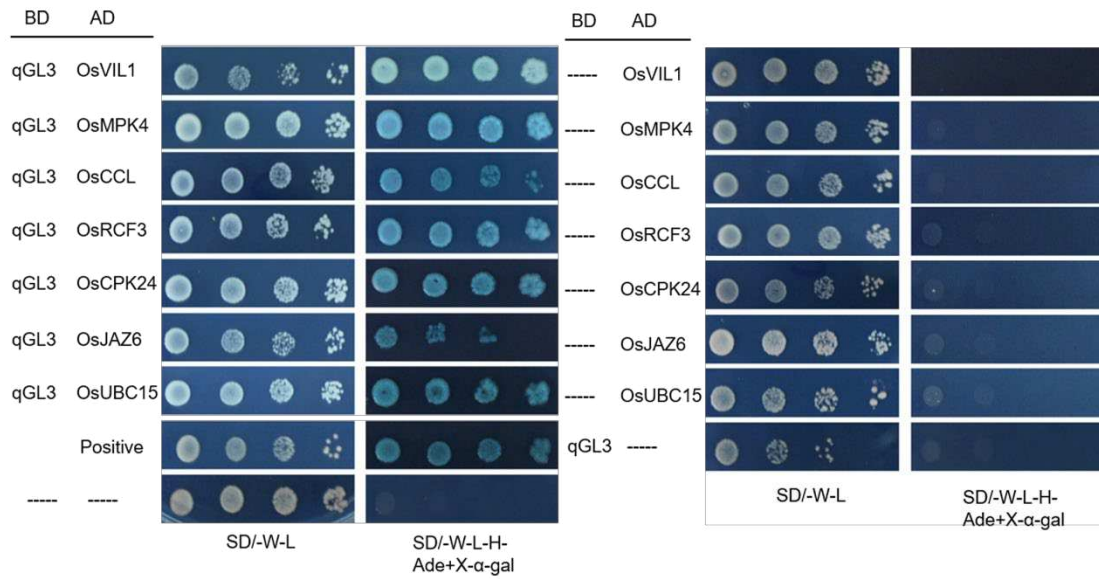 BD AD
qGL3 OsVIL1
qGL3 OsMPK4
qGL3 OsCCL
qGL3 OsRCF3
qGL3 OsCPK24
qGL3 OsJAZ6
qGL3 OsUBC15
Positive
----- -----
SD/-W-L
SD/-W-L-H-
Ade+X-α-gal
BD AD
----- OsVIL1
----- OsMPK4
----- OsCCL
----- OsRCF3
----- OsCPK24
----- OsJAZ6
----- OsUBC15
qGL3 -----
SD/-W-L
SD/-W-L-H-
Ade+X-α-gal